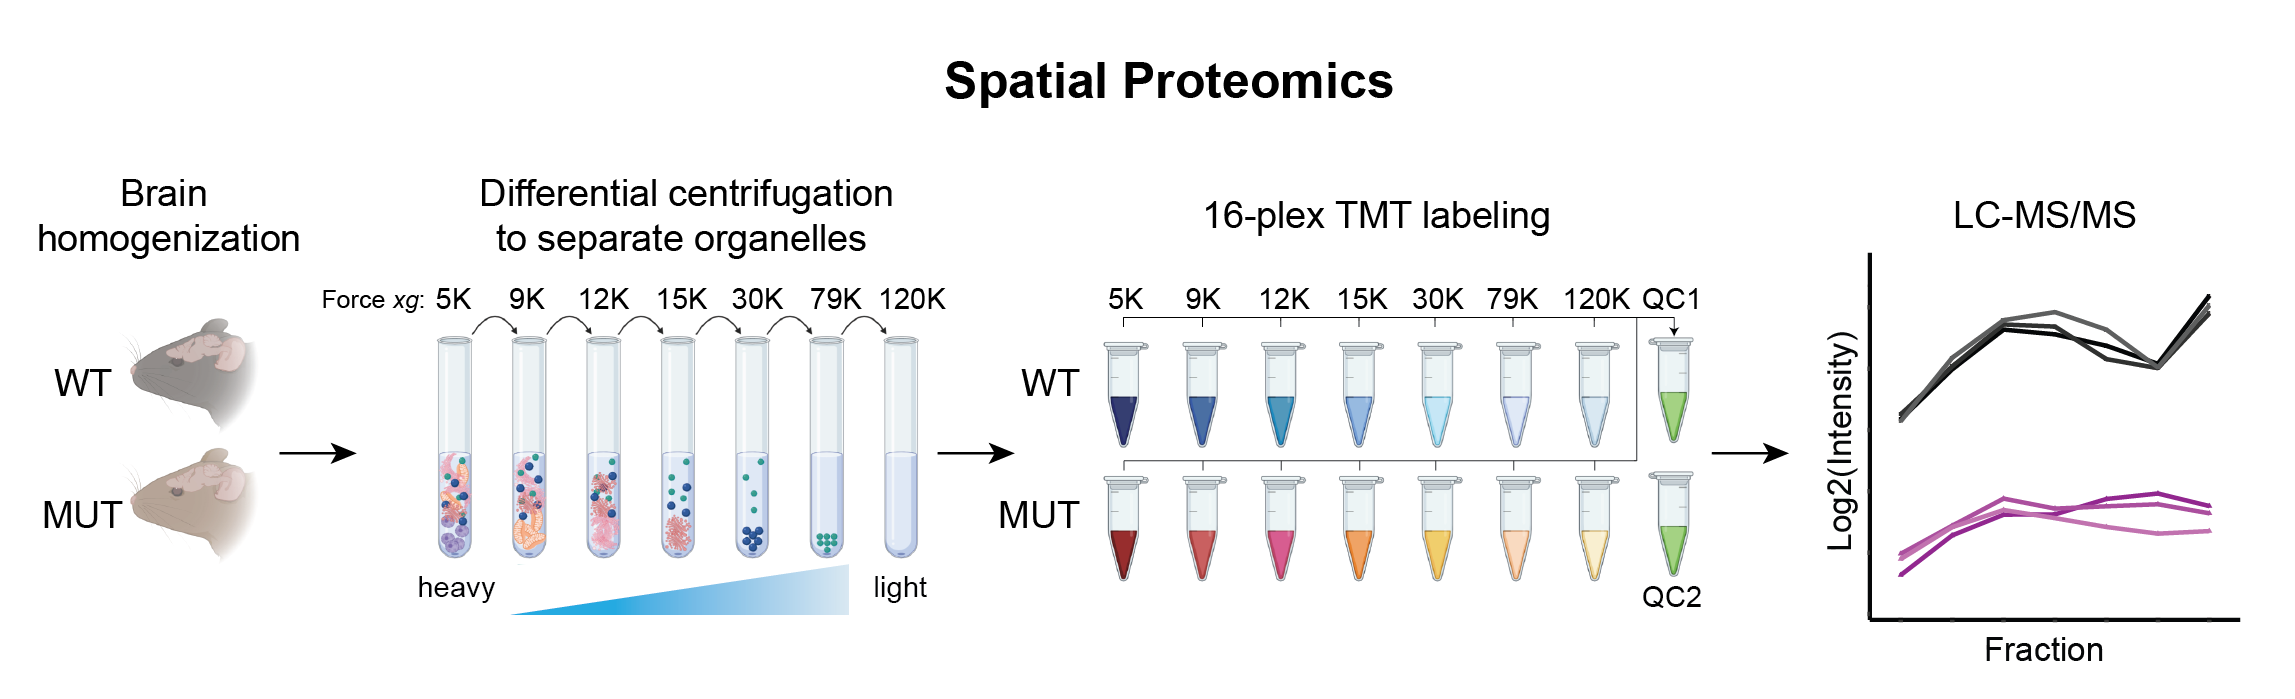 Spatial Proteomics
Brain
homogenization
WT
MUT
Differential centrifugation
to separate organelles
Force xg: 5K 9K 12K 15K 30K 79K 120K
heavy
light
16-plex TMT labeling
5K 9K 12K 15K 30K 79K 120K QC1
WT
MUT
QC2
LC-MS/MS
Log2(Intensity)
Fraction